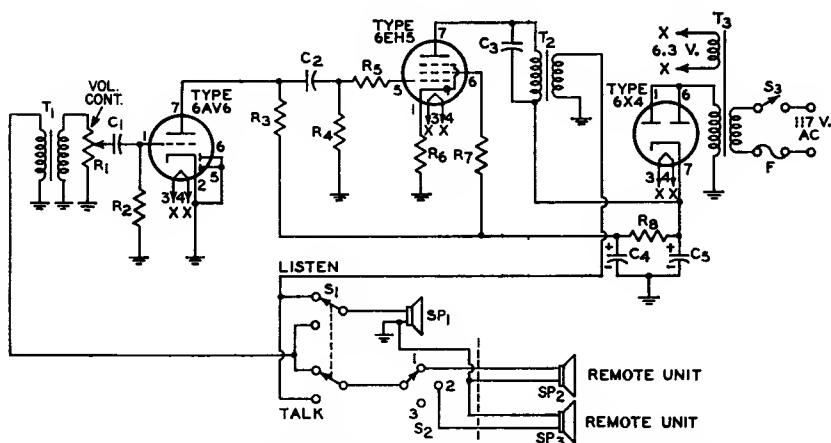 TYPE
6EH5
7
C3
T2
T3
X
6.3 V.
X
S3
117 V.
AC
F
TYPE
6X4
1 6
3 4
X X
7
VOL.
CONT.
T1
R1
C1
1
TYPE
6AV6
7
6
5
2
3 4
X X
R2
R3
C2
R4
R5
5
6
1
3 4
X X
R6
R7
R8
+
C4
-
+
C5
-
LISTEN
S1
SP1
TALK
1
2
3
S2
SP2
REMOTE UNIT
SP3
REMOTE UNIT